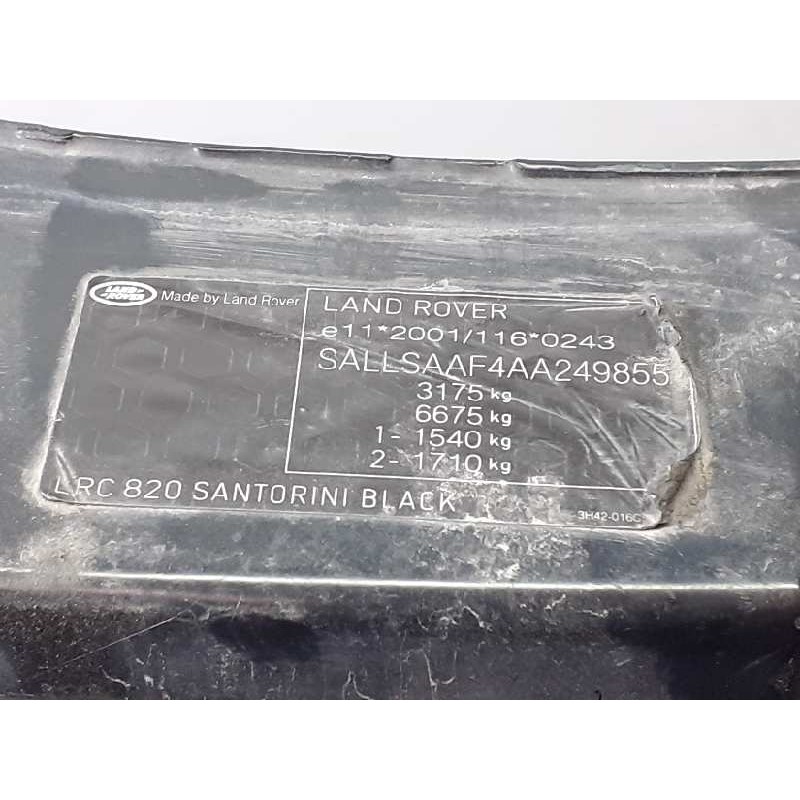 LAND ROVER
Made by Land Rover
LAND ROVER
e11*2001/116*0243
SALLSAAF4AA249855
3175 kg
6675 kg
1- 1540 kg
2- 1710 kg
LRC 820 SANTORINI BLACK
3H42-016C